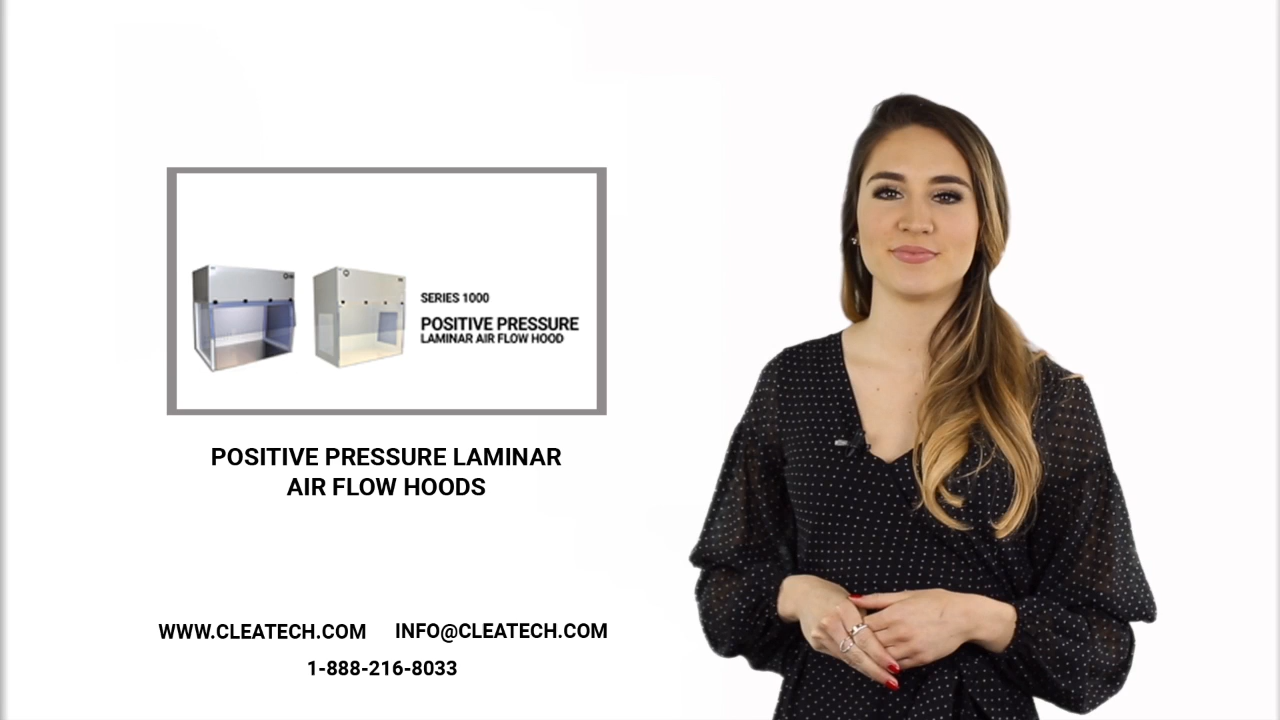 SERIES 1000
POSITIVE PRESSURE
LAMINAR AIR FLOW HOOD
POSITIVE PRESSURE LAMINAR
AIR FLOW HOODS
WWW.CLEATECH.COM INFO@CLEATECH.COM
1-888-216-8033